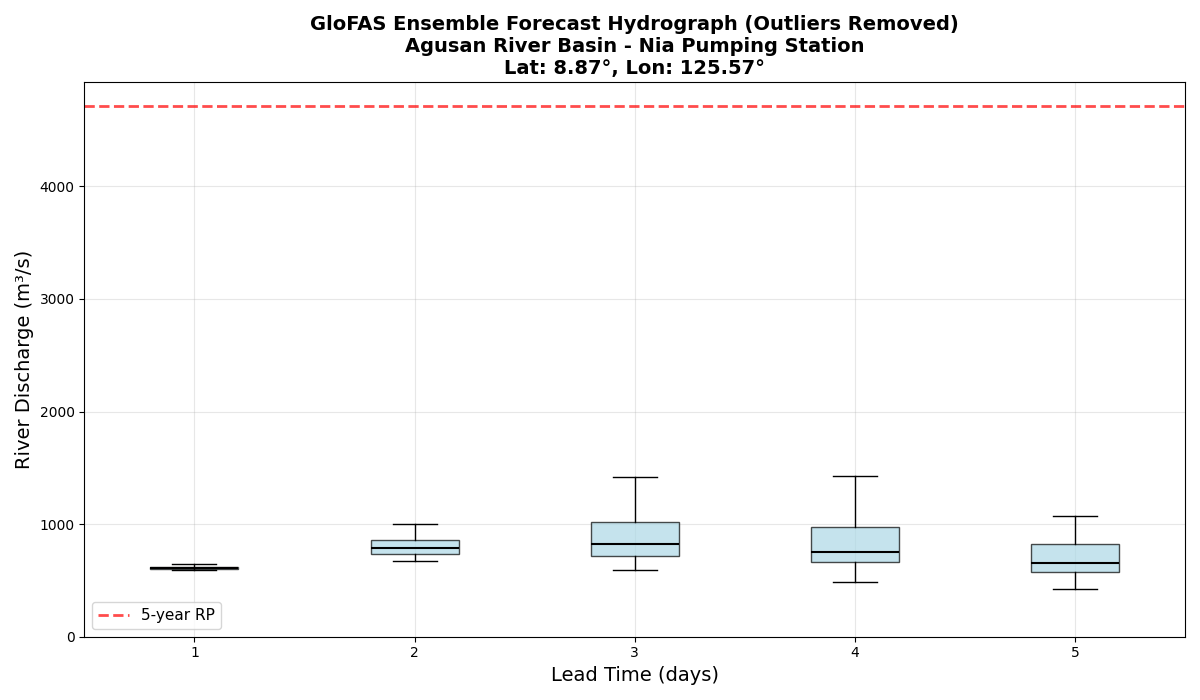 GloFAS Ensemble Forecast Hydrograph (Outliers Removed)
Agusan River Basin - Nia Pumping Station
Lat: 8.87°, Lon: 125.57°
River Discharge (m³/s)
4000
3000
2000
1000
0
5-year RP
1
2
3
4
5
Lead Time (days)